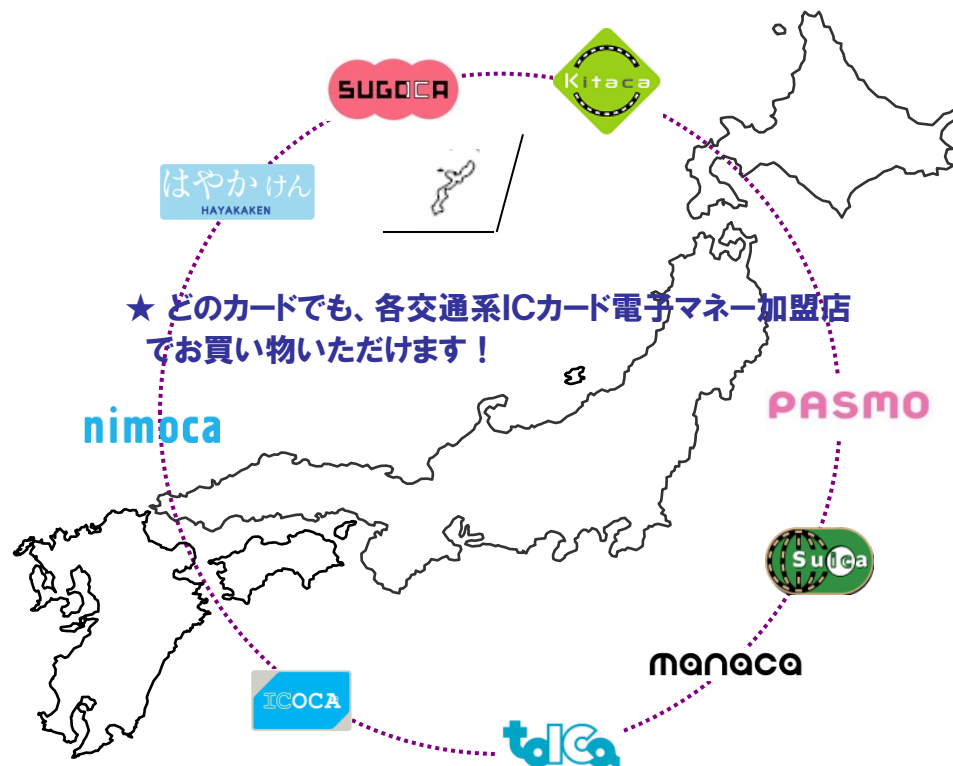 SUGOCA
Kitaca
はやかけん
HAYAKAKEN
★ どのカードでも、各交通系ICカード電子マネー加盟店
でお買い物いただけます！
PASMO
nimoca
Suica
manaca
ICOCA
toICa